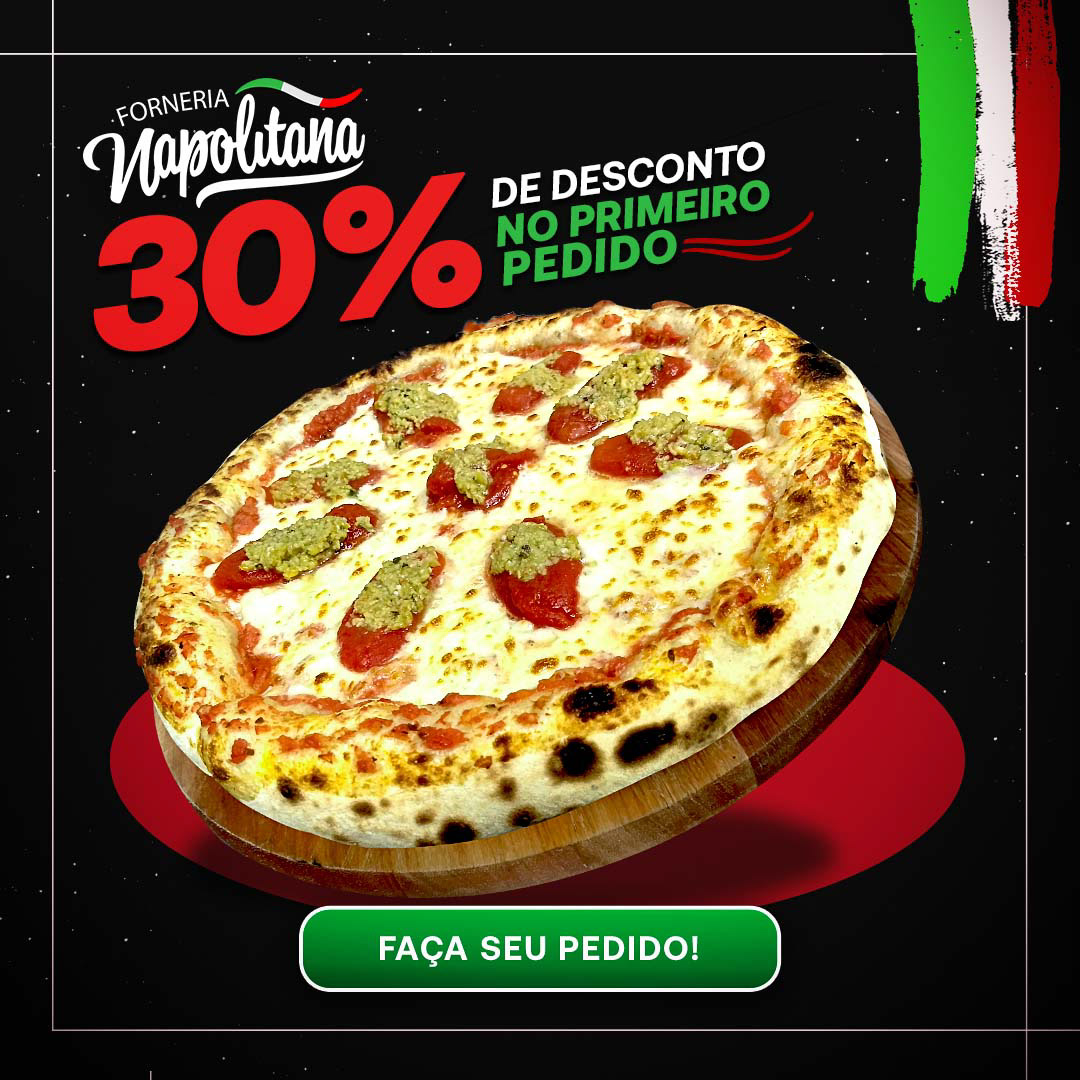 FORNERIA
Napolitana
30%
DE DESCONTO
NO PRIMEIRO
PEDIDO
FAÇA SEU PEDIDO!